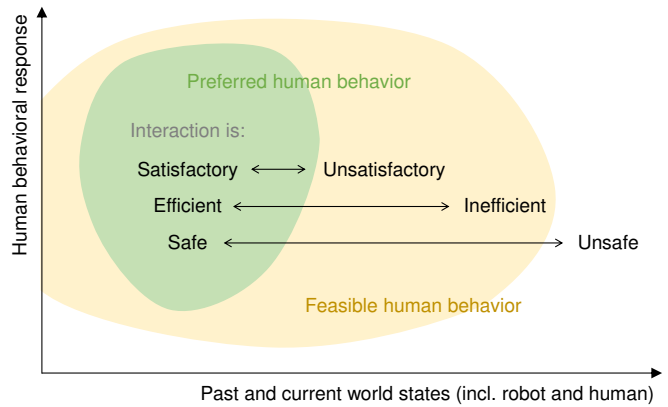 Human behavioral response
Preferred human behavior
Interaction is:
Satisfactory Unsatisfactory
Efficient Inefficient
Safe Unsafe
Feasible human behavior
Past and current world states (incl. robot and human)